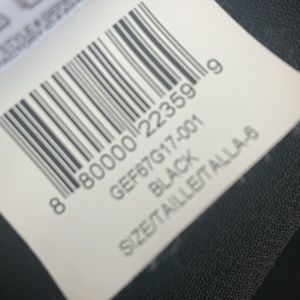 8 80000 22359 9
GEF67G17-001
BLACK
SIZE/TAILLE/TALLA-6